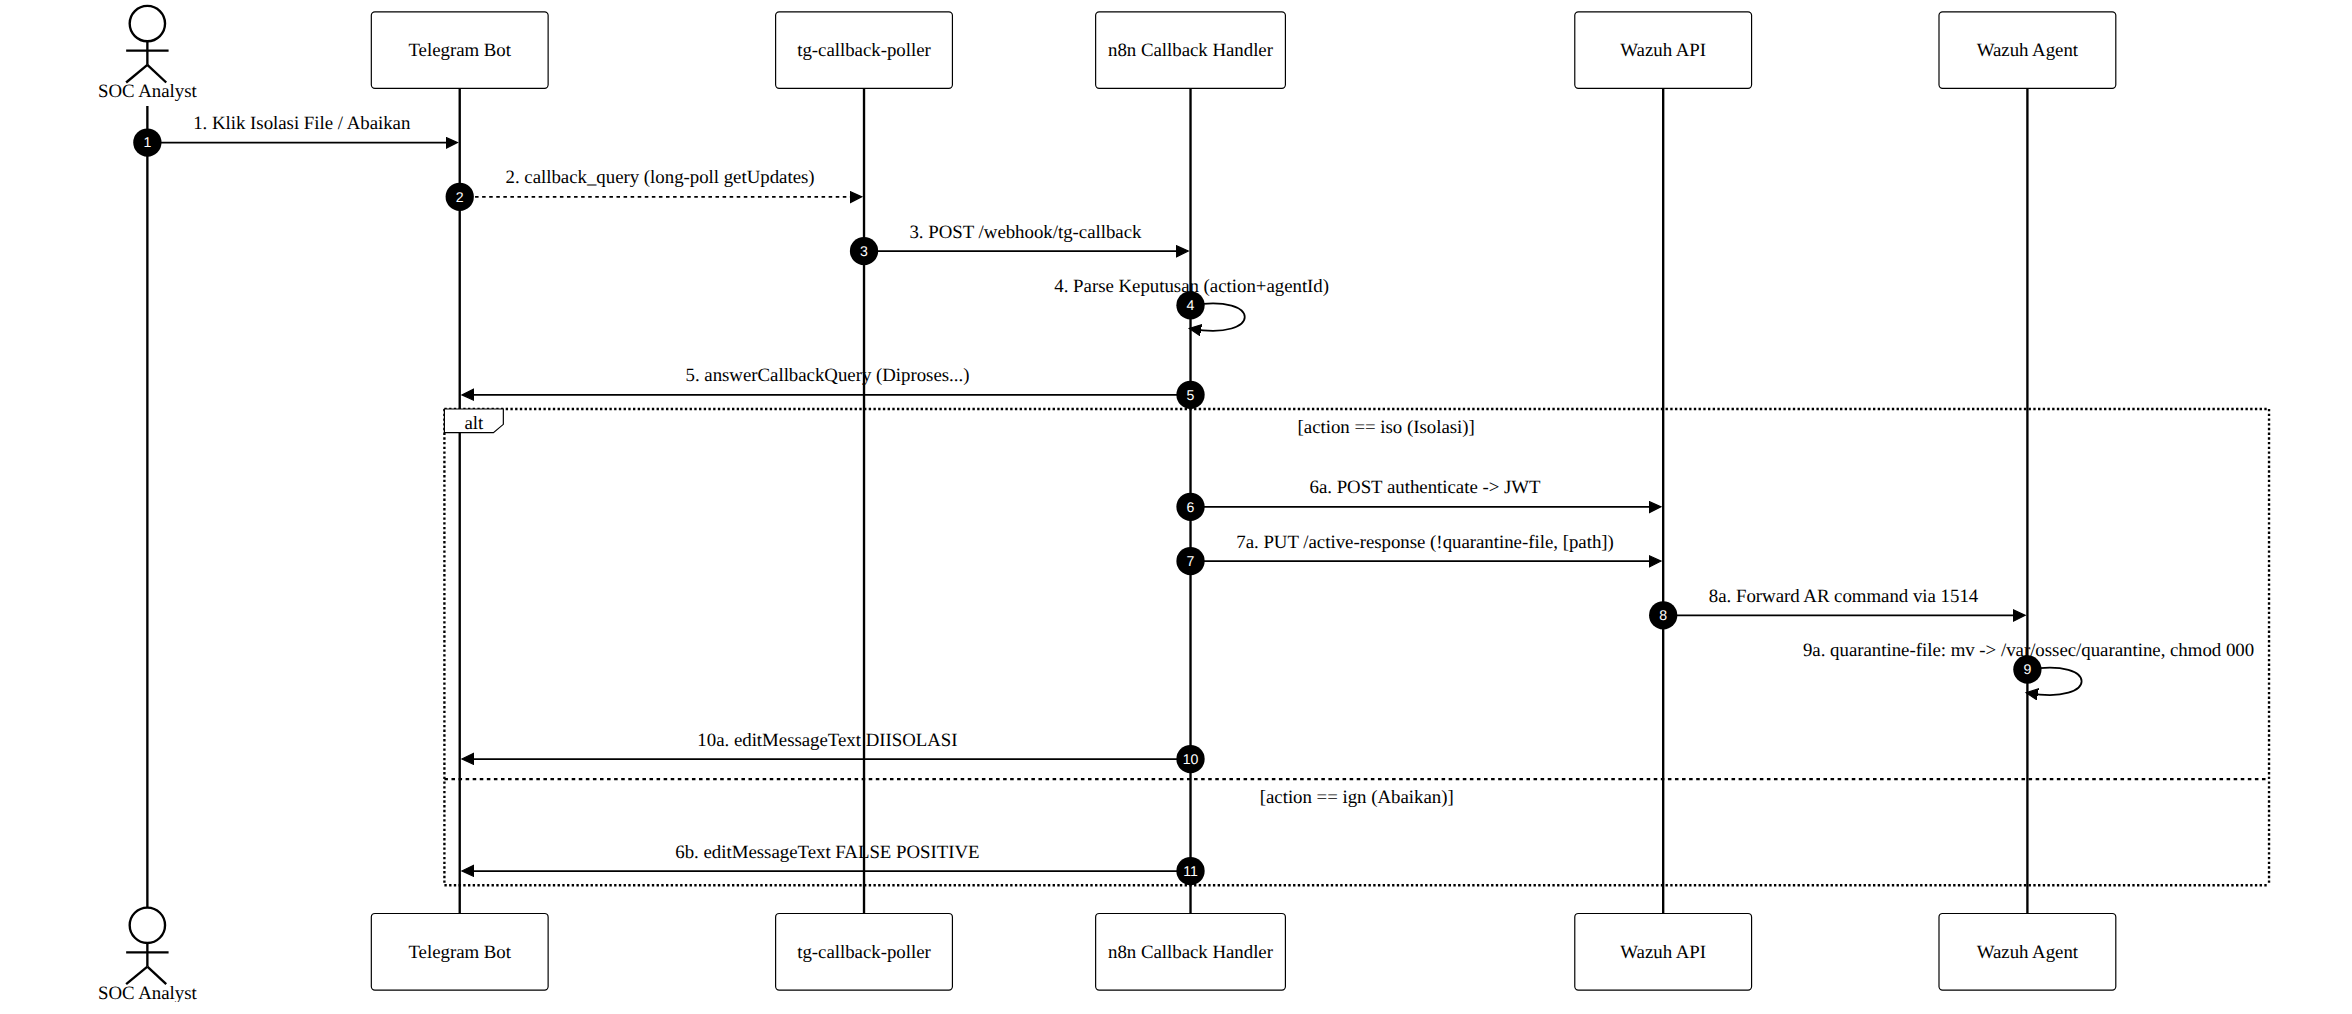 SOC Analyst
Telegram Bot
tg-callback-poller
n8n Callback Handler
Wazuh API
Wazuh Agent
1. Klik Isolasi File / Abaikan
1
2. callback_query (long-poll getUpdates)
2
3. POST /webhook/tg-callback
3
4. Parse Keputusan (action+agentId)
4
5. answerCallbackQuery (Diproses...)
5
alt
[action == iso (Isolasi)]
6a. POST authenticate -> JWT
6
7a. PUT /active-response (!quarantine-file, [path])
7
8a. Forward AR command via 1514
8
9a. quarantine-file: mv -> /var/ossec/quarantine, chmod 000
9
10a. editMessageText DIISOLASI
10
[action == ign (Abaikan)]
6b. editMessageText FALSE POSITIVE
11
Telegram Bot
tg-callback-poller
n8n Callback Handler
Wazuh API
Wazuh Agent
SOC Analyst